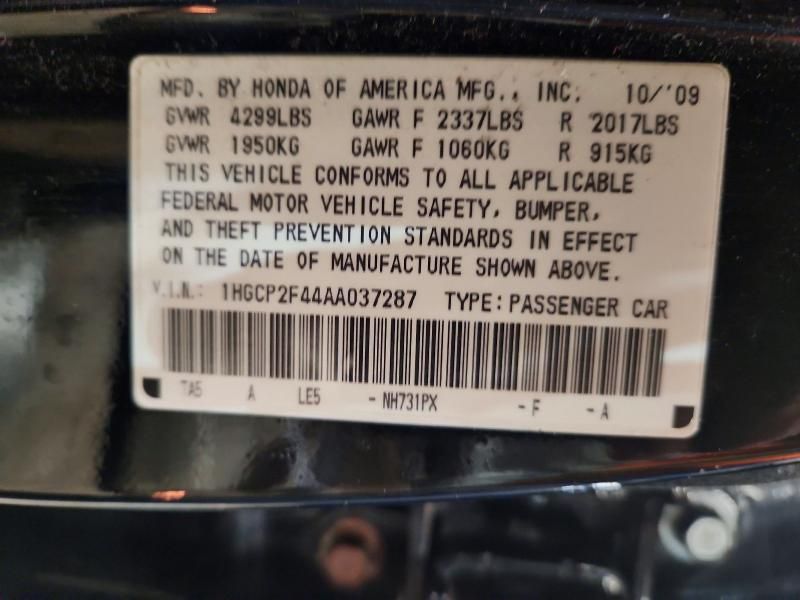 MFD. BY HONDA OF AMERICA MFG., INC. 10/'09
GVWR 4299LBS GAWR F 2337LBS R 2017LBS
GVWR 1950KG GAWR F 1060KG R 915KG
THIS VEHICLE CONFORMS TO ALL APPLICABLE
FEDERAL MOTOR VEHICLE SAFETY, BUMPER,
AND THEFT PREVENTION STANDARDS IN EFFECT
ON THE DATE OF MANUFACTURE SHOWN ABOVE.
V.I.N.: 1HGCP2F44AA037287 TYPE: PASSENGER CAR
TA5 A LE5 -NH731PX -F -A